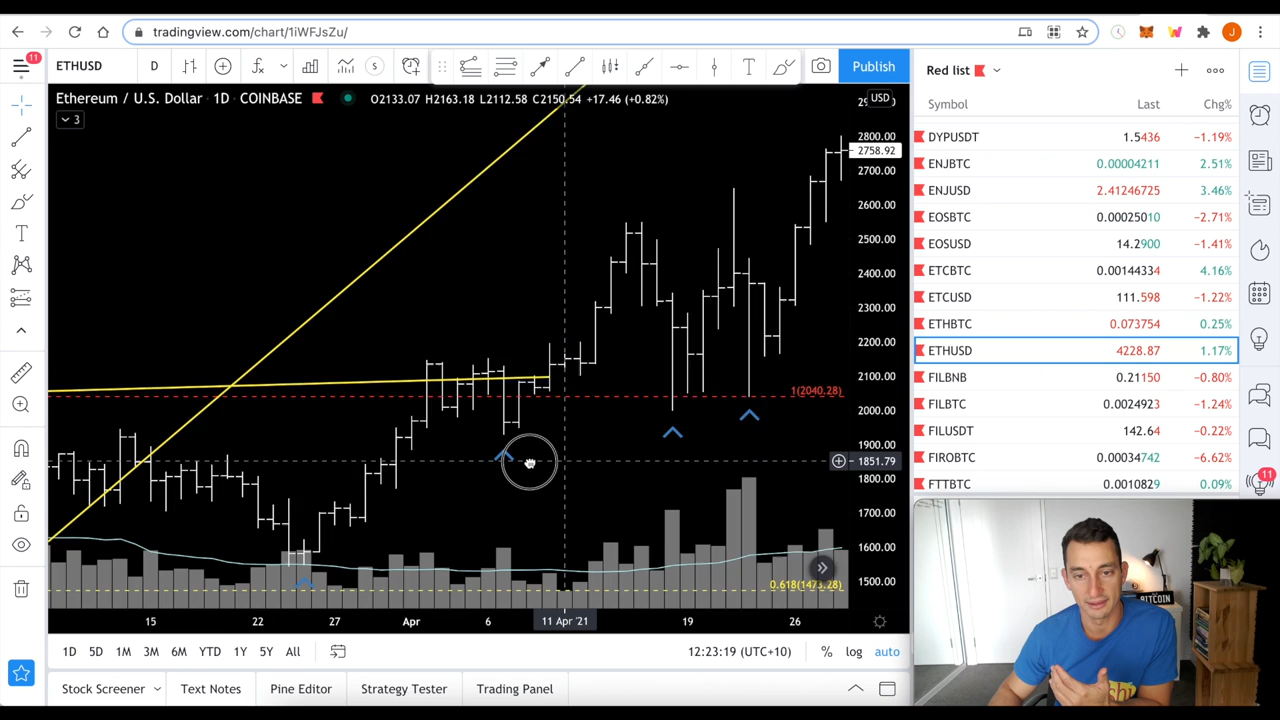 tradingview.com/chart/1iWFJsZu/
J
11
ETHUSD
D
S
T
Publish
Red list
Ethereum / U.S. Dollar · 1D · COINBASE
O2133.07 H2163.18 L2112.58 C2150.54 +17.46 (+0.82%)
USD
3
Symbol
Last
Chg%
DYPUSDT 1.5436 −1.19%
ENJBTC 0.00004211 2.51%
ENJUSD 2.41246725 3.46%
EOSBTC 0.00025010 −2.71%
EOSUSD 14.2900 −1.41%
ETCBTC 0.00144334 4.16%
ETCUSD 111.598 −1.22%
ETHBTC 0.073754 0.25%
ETHUSD 4228.87 1.17%
FILBNB 0.21150 −0.80%
FILBTC 0.0024923 −1.24%
FILUSDT 142.64 −0.22%
FIROBTC 0.00034742 −6.62%
FTTBTC 0.0010829 0.09%
11
2800.00
2758.92
2700.00
2600.00
2500.00
2400.00
2300.00
2200.00
2100.00
1(2040.28)
2000.00
1900.00
1851.79
1800.00
1700.00
1600.00
0.618(1473.28)
1500.00
15
22
27
Apr
6
11 Apr '21
19
26
1D 5D 1M 3M 6M YTD 1Y 5Y All
12:23:19 (UTC+10)
% log auto
Stock Screener
Text Notes
Pine Editor
Strategy Tester
Trading Panel
BITCOIN